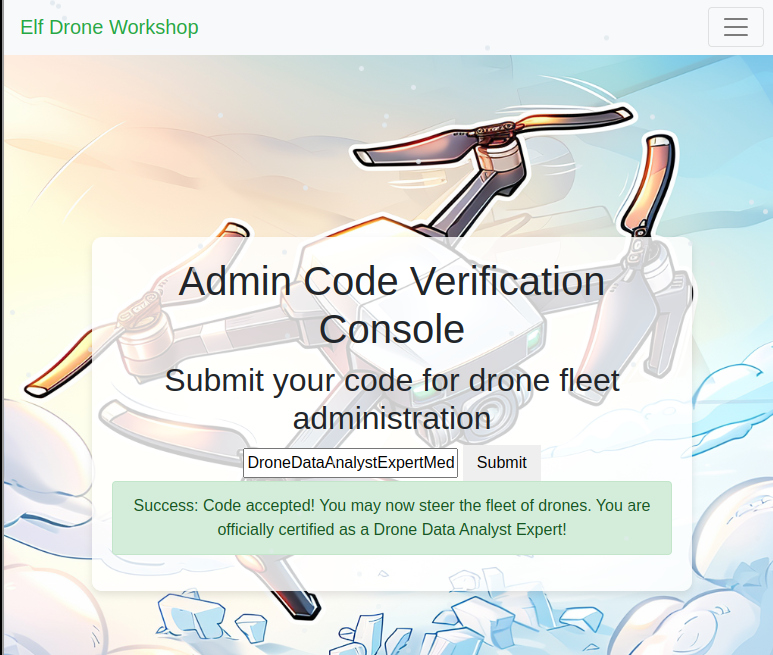 Elf Drone Workshop
Admin Code Verification
Console
Submit your code for drone fleet
administration
DroneDataAnalystExpertMed
Submit
Success: Code accepted! You may now steer the fleet of drones. You are
officially certified as a Drone Data Analyst Expert!